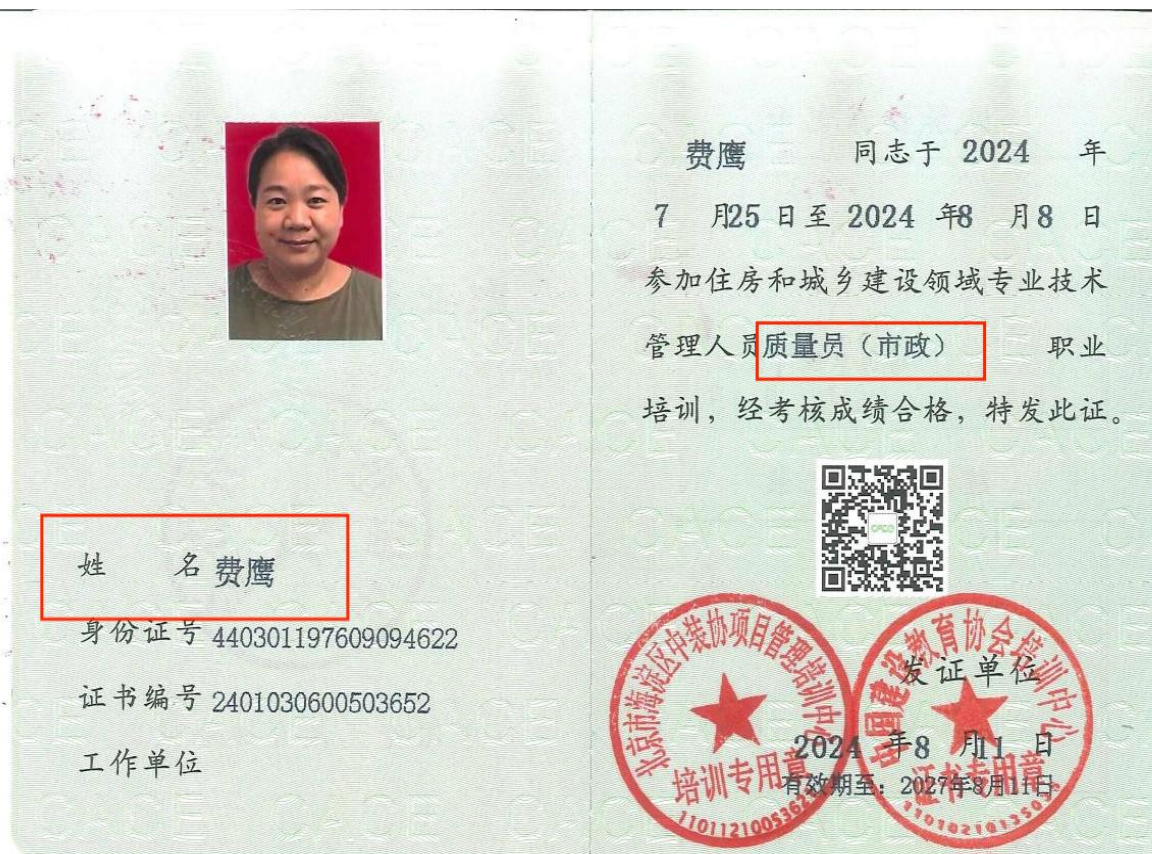 姓 名 费鹰
身份证号 440301197609094622
证书编号 2401030600503652
工作单位
费鹰 同志于 2024 年
7 月25 日至 2024 年8 月8 日
参加住房和城乡建设领域专业技术
管理人员质量员（市政） 职业
培训，经考核成绩合格，特发此证。
北京市海淀区中装协项目管理培训中心
培训专用章
中国建设教育协会培训中心
证书专用章
发证单位
2024 年8 月11 日
有效期至：2027年8月11日
CACE